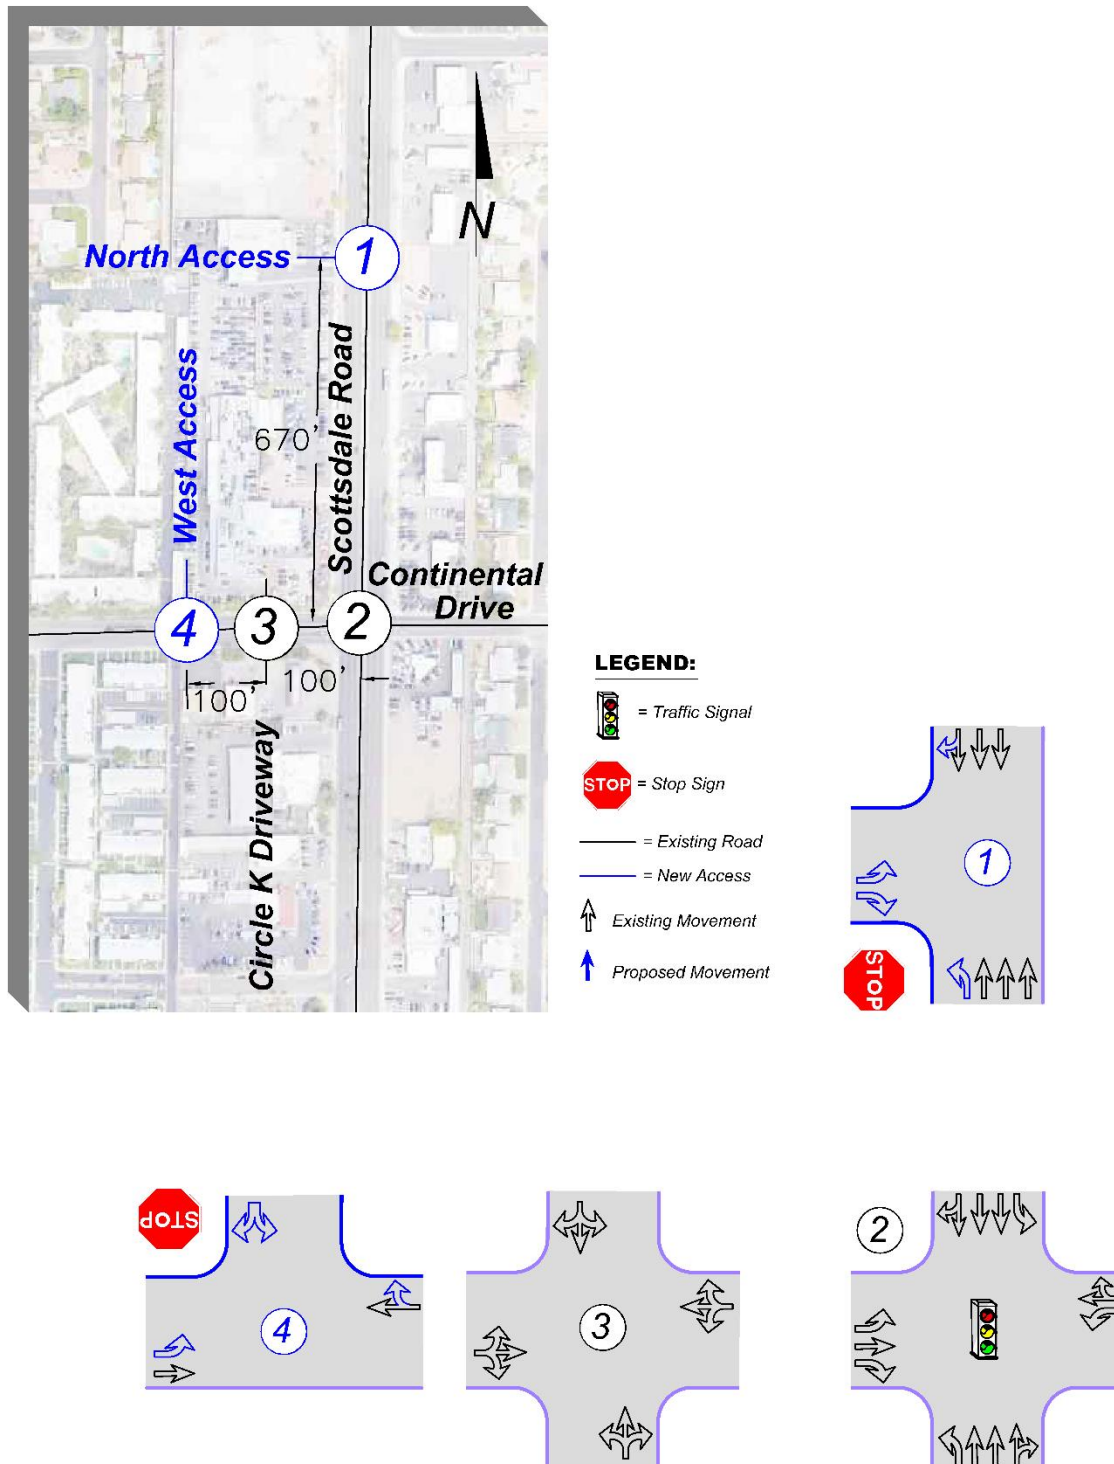 N
North Access
1
West Access
670'
Scottsdale Road
Continental
Drive
4
3
2
100'
100'
Circle K Driveway
LEGEND:
= Traffic Signal
STOP
= Stop Sign
= Existing Road
= New Access
Existing Movement
Proposed Movement
1
STOP
STOP
4
3
2